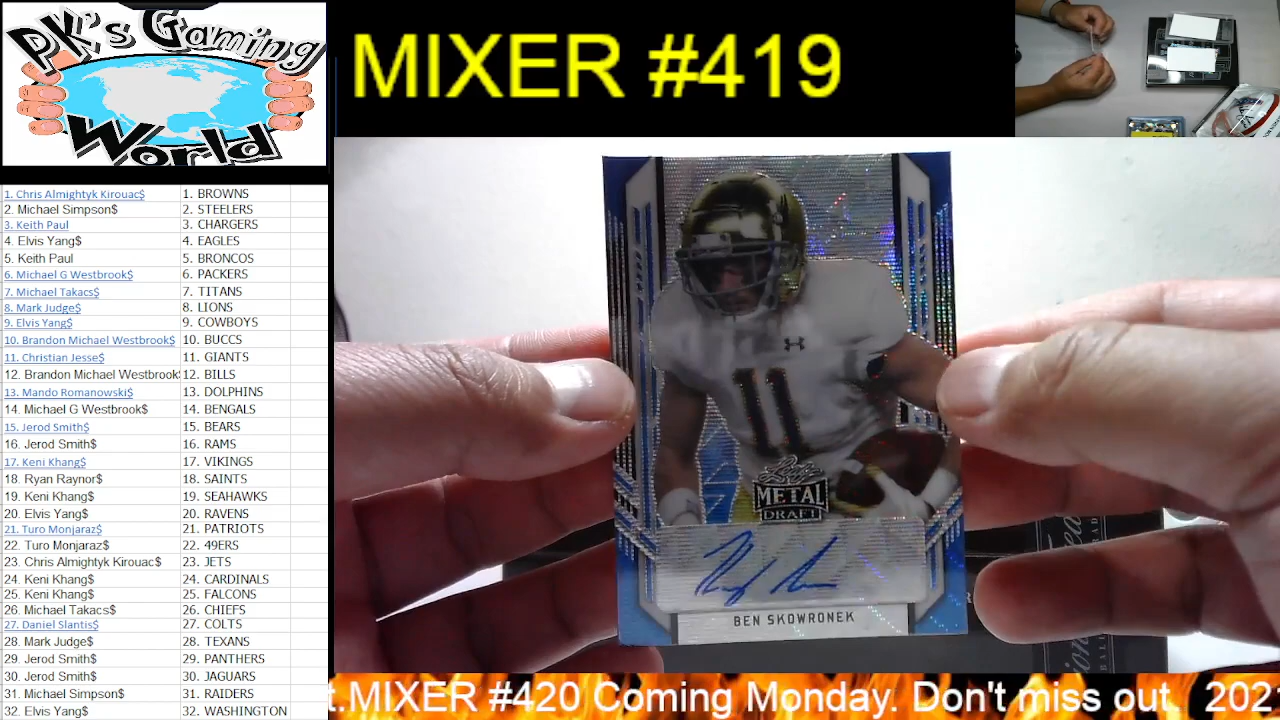 PK's Gaming
World
MIXER #419
1. Chris Almightyk Kirouac$ 1. BROWNS
2. Michael Simpson$ 2. STEELERS
3. Keith Paul 3. CHARGERS
4. Elvis Yang$ 4. EAGLES
5. Keith Paul BRONCOS
6. Michael G Westbrook$ 6. PACKERS
7. Michael Takacs$ 7. TITANS
8. Mark Judge$ 8. LIONS
9. Elvis Yang$ 9. COWBOYS
10. Brandon Michael Westbrook$ 10. BUCCS
11. Christian Jesse$ 11. GIANTS
12. Brandon Michael Westbrook 12. BILLS
13. Mando Romanowski$ 13. DOLPHINS
14. Michael G Westbrook$ 14. BENGALS
15. Jerod Smith$ 15. BEARS
16. Jerod Smith$ 16. RAMS
17. Keni Khang$ 17. VIKINGS
18. Ryan Raynor$ 18. SAINTS
19. Keni Khang$ 19. SEAHAWKS
20. Elvis Yang$ 20. RAVENS
21. Turo Monjaraz$ 21. PATRIOTS
22. Turo Monjaraz$ 22. 49ERS
23. Chris Almightyk Kirouac$ 23. JETS
24. Keni Khang$ 24. CARDINALS
25. Keni Khang$ 25. FALCONS
26. Michael Takacs$ 26. CHIEFS
27. Daniel Slantis$ 27. COLTS
28. Mark Judge$ 28. TEXANS
29. Jerod Smith$ 29. PANTHERS
30. Jerod Smith$ 30. JAGUARS
31. Michael Simpson$ 31. RAIDERS
32. Elvis Yang$ 32. WASHINGTON
11
Leaf
METAL
DRAFT
BEN SKOWRONEK
t.MIXER #420 Coming Monday. Don't miss out 202